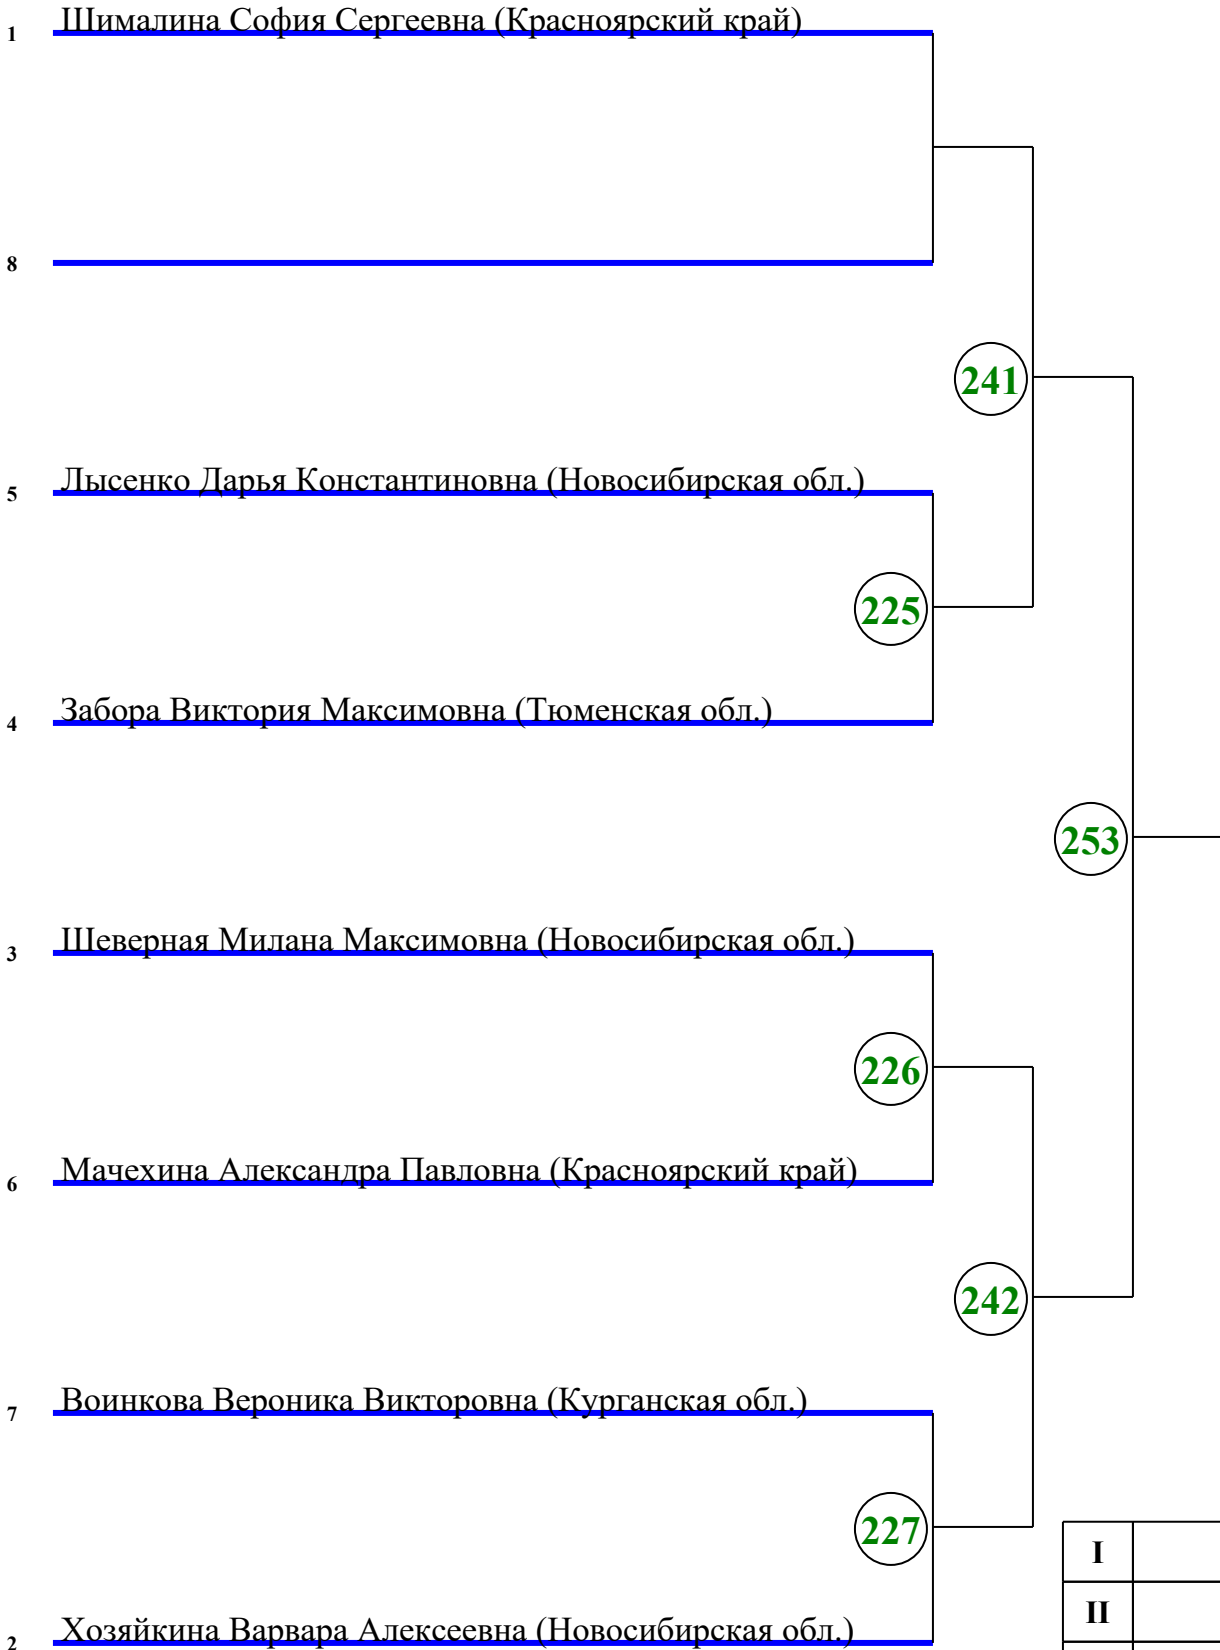 1 Шималина София Сергеевна (Красноярский край)
8
241
5 Лысенко Дарья Константиновна (Новосибирская обл.)
225
4 Забора Виктория Максимовна (Тюменская обл.)
253
3 Шеверная Милана Максимовна (Новосибирская обл.)
226
6 Мачехина Александра Павловна (Красноярский край)
242
7 Воинкова Вероника Викторовна (Курганская обл.)
227
I
II
2 Хозяйкина Варвара Алексеевна (Новосибирская обл.)